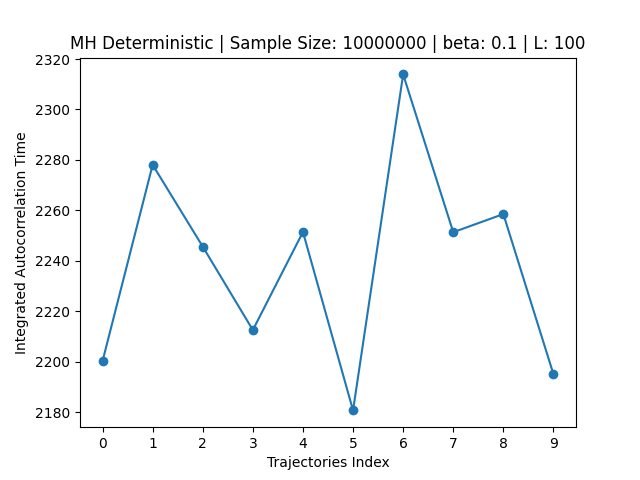 MH Deterministic | Sample Size: 10000000 | beta: 0.1 | L: 100
Integrated Autocorrelation Time
2320
2300
2280
2260
2240
2220
2200
2180
0 1 2 3 4 5 6 7 8 9
Trajectories Index